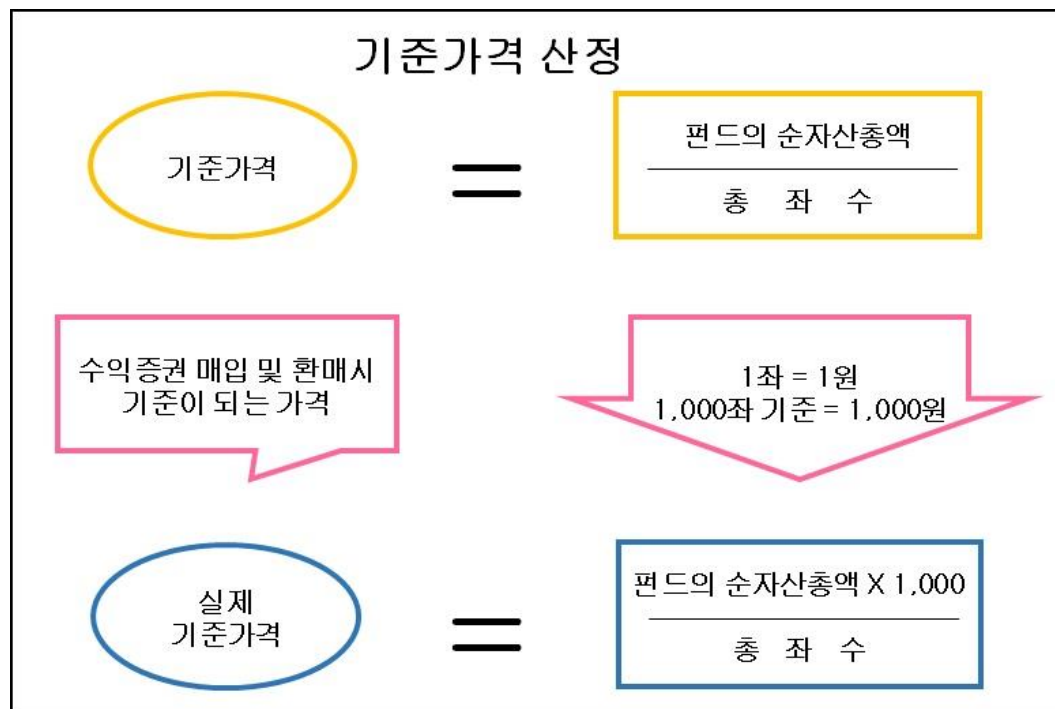 기준가격 산정
기준가격
=
펀드의 순자산총액
총 좌 수
수익증권 매입 및 환매시
기준이 되는 가격
1좌 = 1원
1,000좌 기준 = 1,000원
실제
기준가격
=
펀드의 순자산총액 X 1,000
총 좌 수